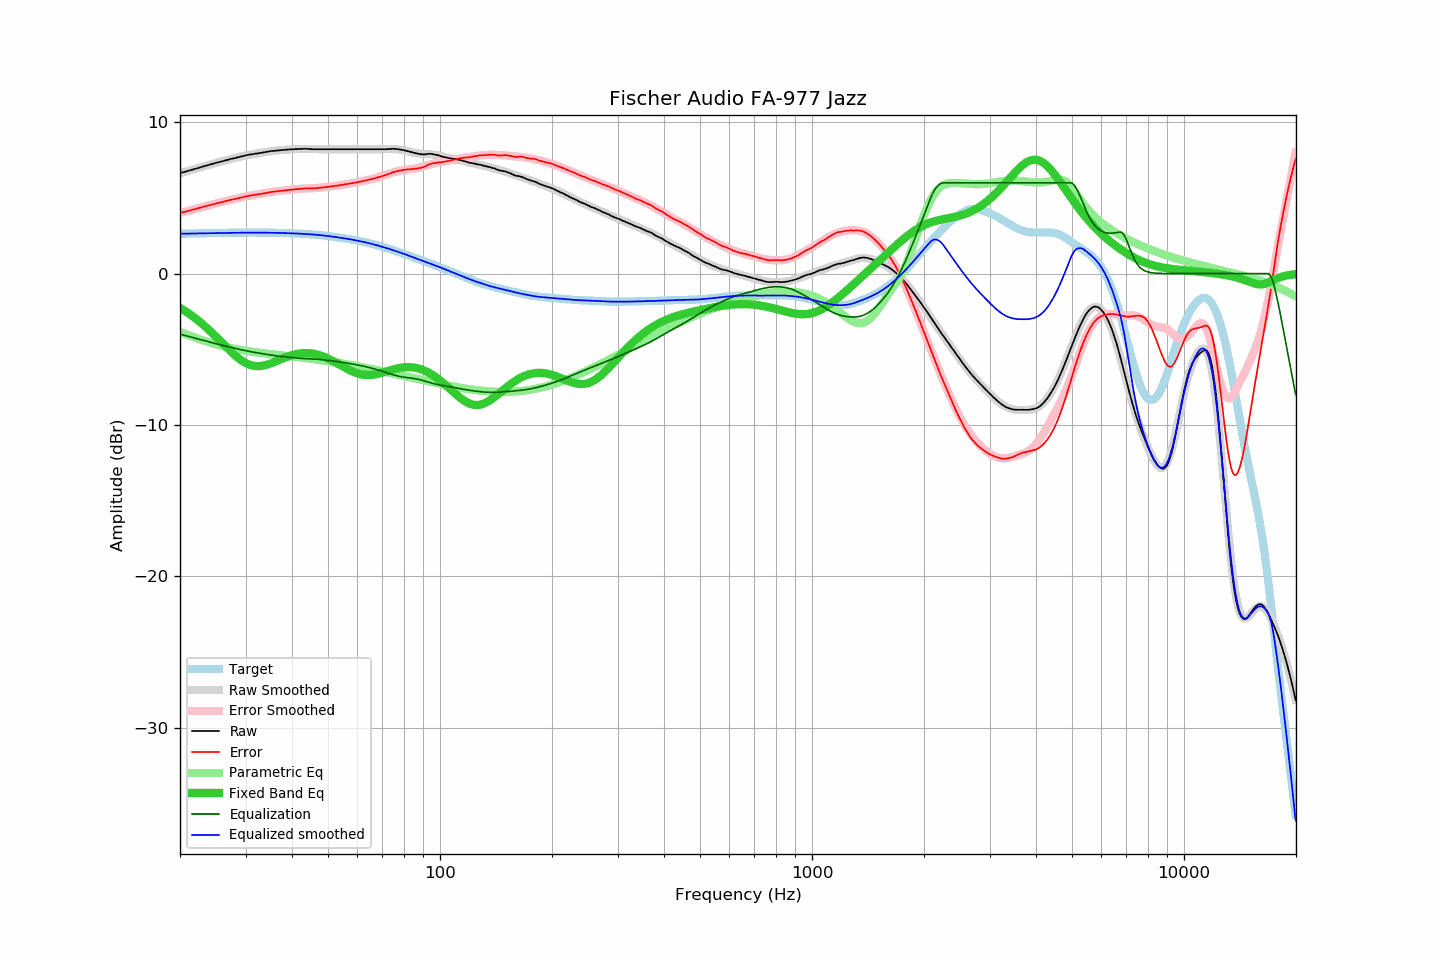 Fischer Audio FA-977 Jazz
10
0
−10
−20
−30
Amplitude (dBr)
Target
Raw Smoothed
Error Smoothed
Raw
Error
Parametric Eq
Fixed Band Eq
Equalization
Equalized smoothed
100
1000
10000
Frequency (Hz)